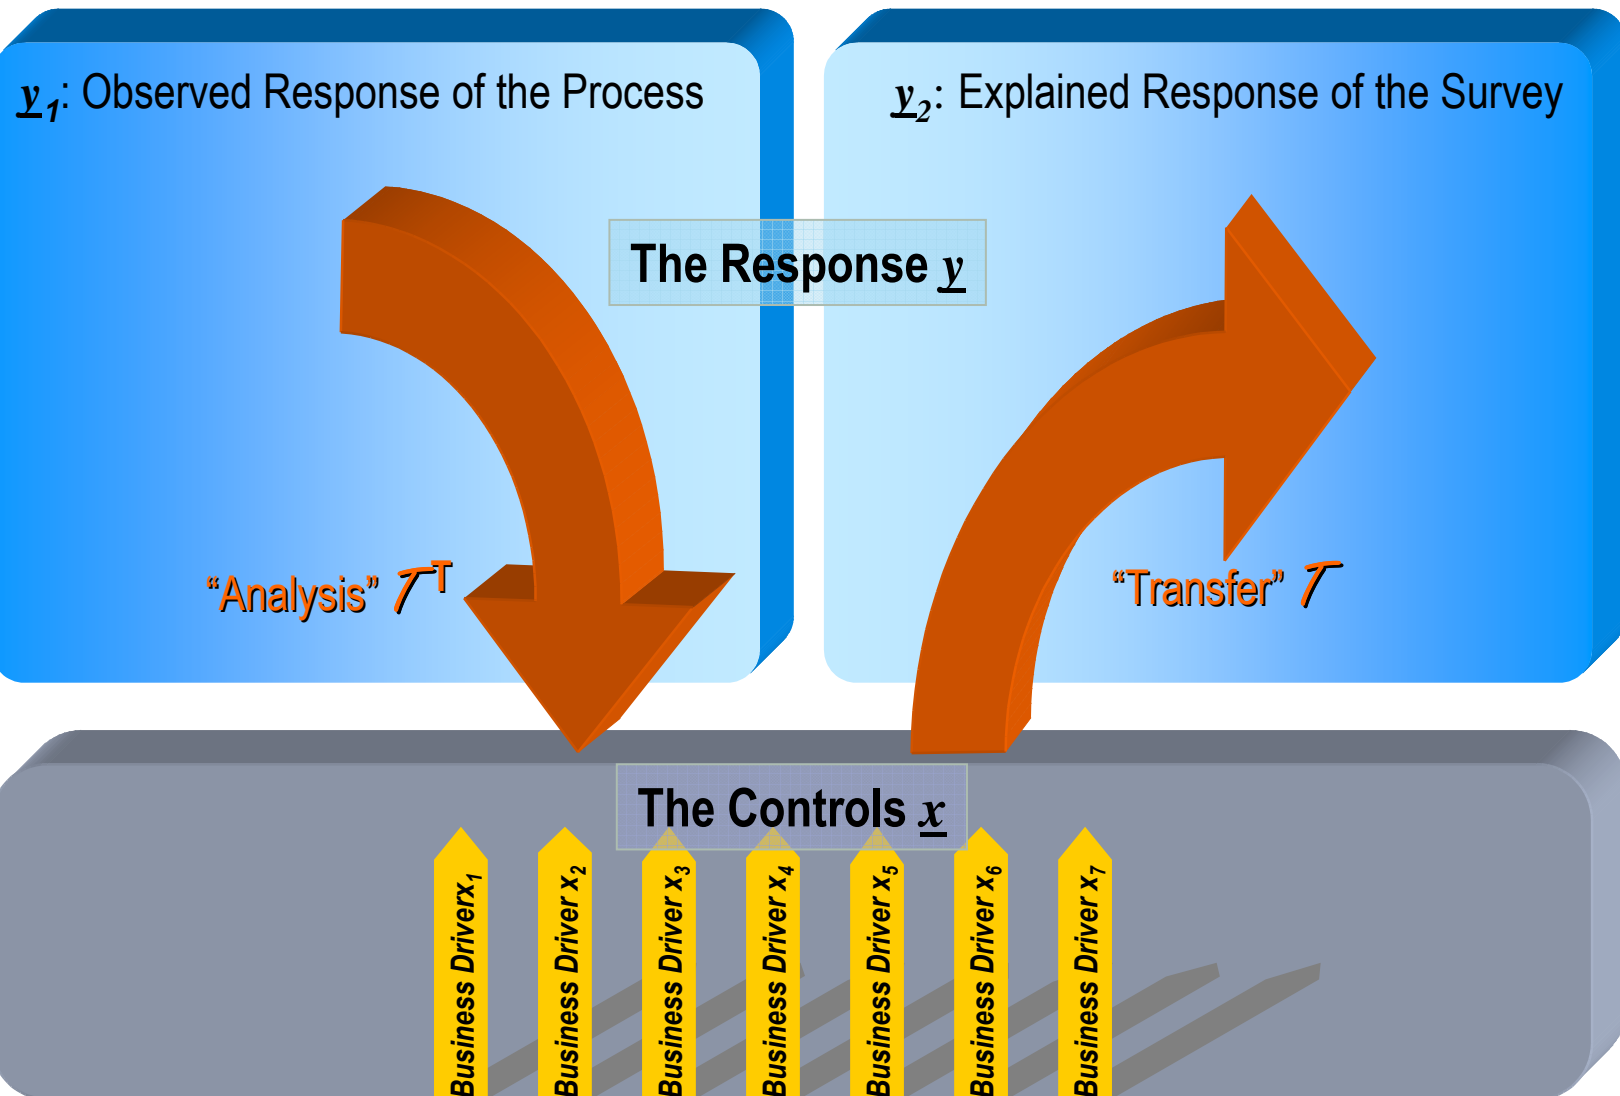 y₁: Observed Response of the Process
y₂: Explained Response of the Survey
The Response y
“Analysis” 𝒯ᵀ
“Transfer” 𝒯
The Controls x
Business Driverx₁
Business Driver x₂
Business Driver x₃
Business Driver x₄
Business Driver x₅
Business Driver x₆
Business Driver x₇